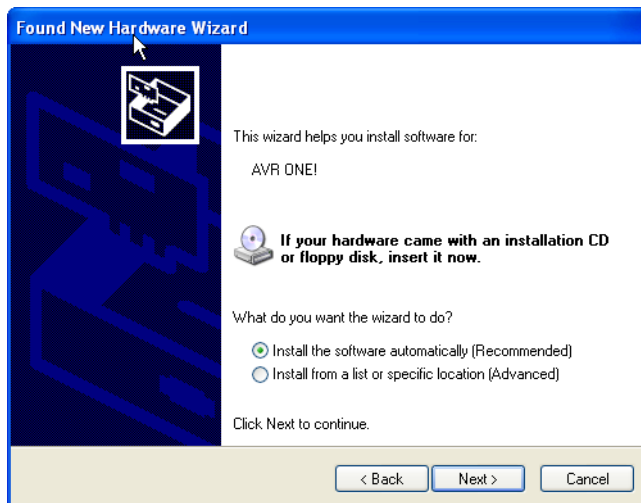 Found New Hardware Wizard
This wizard helps you install software for:
AVR ONE!
If your hardware came with an installation CD
or floppy disk, insert it now.
What do you want the wizard to do?
Install the software automatically (Recommended)
Install from a list or specific location (Advanced)
Click Next to continue.
< Back
Next >
Cancel